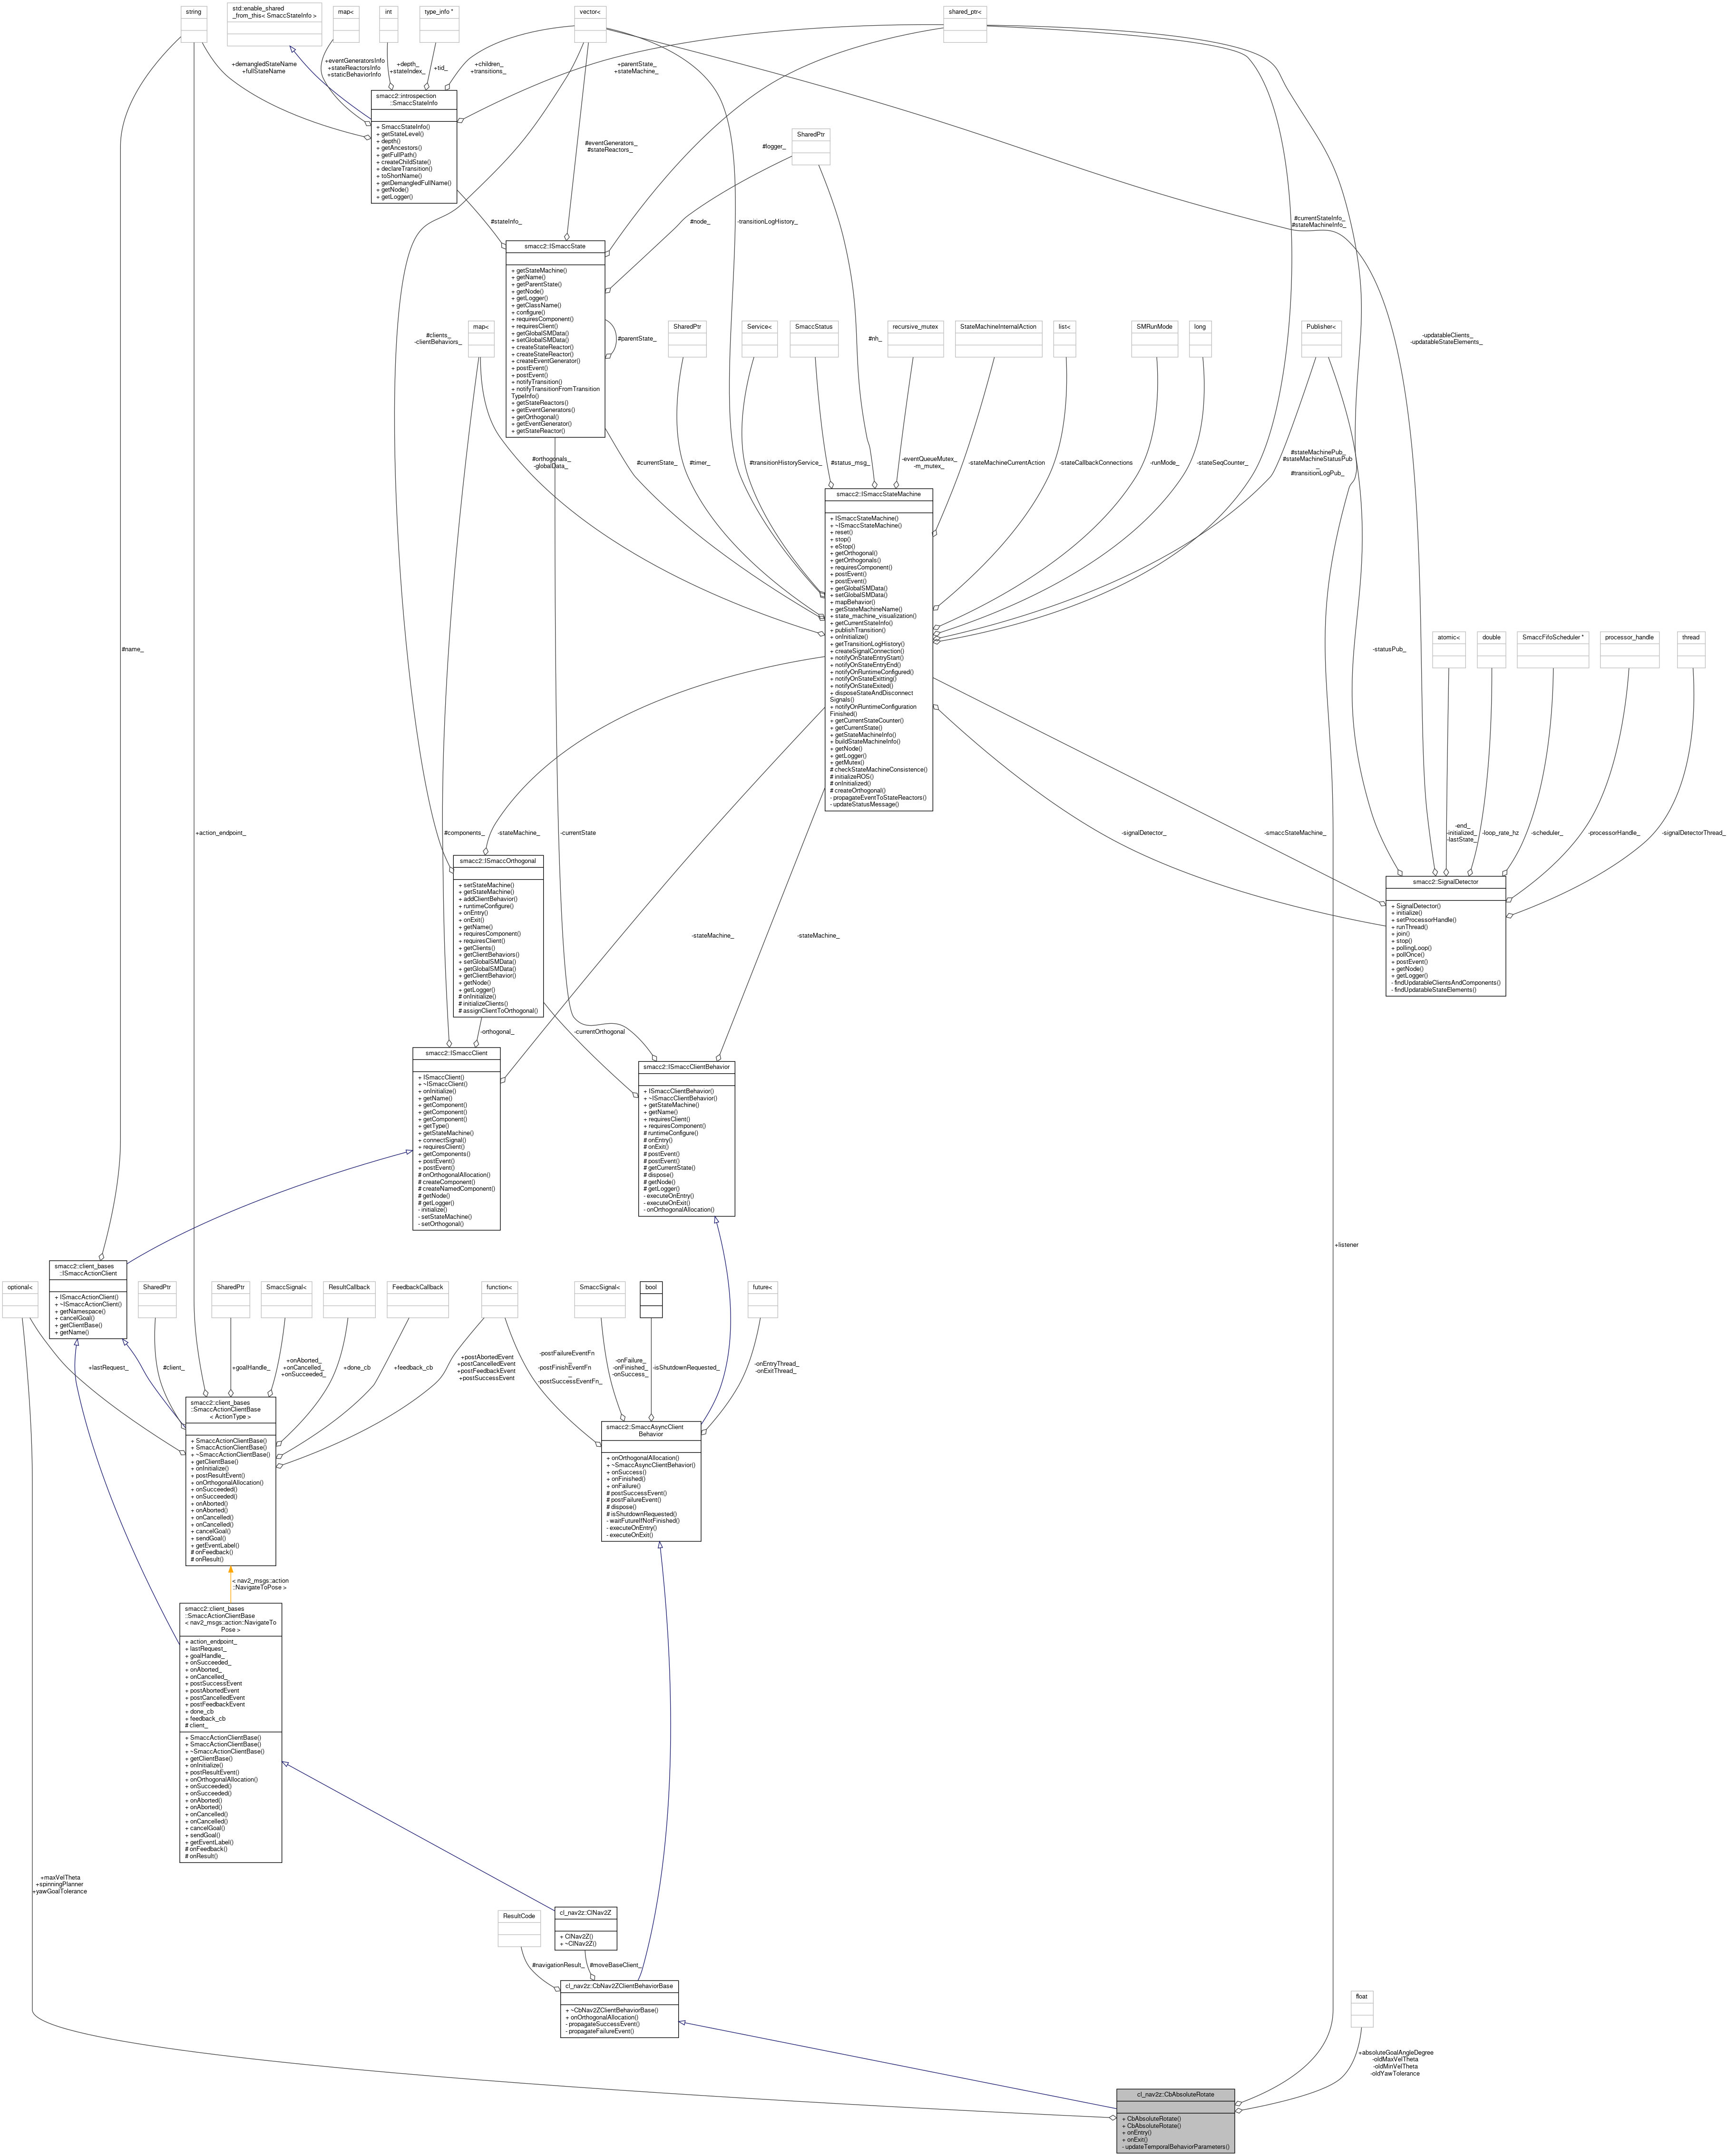 string
std::enable_shared
_from_this< SmaccStateInfo >
map<
int
type_info *
vector<
shared_ptr<
+demangledStateName
+fullStateName
+eventGeneratorsInfo
+stateReactorsInfo
+staticBehaviorInfo
+depth_
+stateIndex_
+tid_
+children_
+transitions_
+parentState_
+stateMachine_
smacc2::introspection
::SmaccStateInfo
+ SmaccStateInfo()
+ getStateLevel()
+ depth()
+ getAncestors()
+ getFullPath()
+ createChildState()
+ declareTransition()
+ toShortName()
+ getDemangledFullName()
+ getNode()
+ getLogger()
#eventGenerators_
#stateReactors_
#logger_
SharedPtr
#stateInfo_
#node_
-transitionLogHistory_
#currentStateInfo_
#stateMachineInfo_
smacc2::ISmaccState
+ getStateMachine()
+ getName()
+ getParentState()
+ getNode()
+ getLogger()
+ getClassName()
+ configure()
+ requiresComponent()
+ requiresClient()
+ getGlobalSMData()
+ setGlobalSMData()
+ createStateReactor()
+ createStateReactor()
+ createEventGenerator()
+ postEvent()
+ postEvent()
+ notifyTransition()
+ notifyTransitionFromTransition
TypeInfo()
+ getStateReactors()
+ getEventGenerators()
+ getOrthogonal()
+ getEventGenerator()
+ getStateReactor()
#parentState_
#clients_
-clientBehaviors_
map<
SharedPtr
Service<
SmaccStatus
#nh_
recursive_mutex
StateMachineInternalAction
list<
SMRunMode
long
Publisher<
-updatableClients_
-updatableStateElements_
#orthogonals_
-globalData_
#currentState_
#timer_
#transitionHistoryService_
#status_msg_
-eventQueueMutex_
-m_mutex_
-stateMachineCurrentAction
-stateCallbackConnections
-runMode_
-stateSeqCounter_
#stateMachinePub_
#stateMachineStatusPub
_
#transitionLogPub_
smacc2::ISmaccStateMachine
+ ISmaccStateMachine()
+ ~ISmaccStateMachine()
+ reset()
+ stop()
+ eStop()
+ getOrthogonal()
+ getOrthogonals()
+ requiresComponent()
+ postEvent()
+ postEvent()
+ getGlobalSMData()
+ setGlobalSMData()
+ mapBehavior()
+ getStateMachineName()
+ state_machine_visualization()
+ getCurrentStateInfo()
+ publishTransition()
+ onInitialize()
+ getTransitionLogHistory()
+ createSignalConnection()
+ notifyOnStateEntryStart()
+ notifyOnStateEntryEnd()
+ notifyOnRuntimeConfigured()
+ notifyOnStateExitting()
+ notifyOnStateExited()
+ disposeStateAndDisconnect
Signals()
+ notifyOnRuntimeConfiguration
Finished()
+ getCurrentStateCounter()
+ getCurrentState()
+ getStateMachineInfo()
+ buildStateMachineInfo()
+ getNode()
+ getLogger()
+ getMutex()
# checkStateMachineConsistence()
# initializeROS()
# onInitialized()
# createOrthogonal()
- propagateEventToStateReactors()
- updateStatusMessage()
#name_
-statusPub_
atomic<
double
SmaccFifoScheduler *
processor_handle
thread
+action_endpoint_
#components_
-stateMachine_
-currentState
-signalDetector_
-smaccStateMachine_
-end_
-initialized_
-lastState_
-loop_rate_hz
-scheduler_
-processorHandle_
-signalDetectorThread_
smacc2::ISmaccOrthogonal
+ setStateMachine()
+ getStateMachine()
+ addClientBehavior()
+ runtimeConfigure()
+ onEntry()
+ onExit()
+ getName()
+ requiresComponent()
+ requiresClient()
+ getClients()
+ getClientBehaviors()
+ setGlobalSMData()
+ getGlobalSMData()
+ getClientBehavior()
+ getNode()
+ getLogger()
# onInitialize()
# initializeClients()
# assignClientToOrthogonal()
smacc2::SignalDetector
+ SignalDetector()
+ initialize()
+ setProcessorHandle()
+ runThread()
+ join()
+ stop()
+ pollingLoop()
+ pollOnce()
+ postEvent()
+ getNode()
+ getLogger()
- findUpdatableClientsAndComponents()
- findUpdatableStateElements()
-stateMachine_
-stateMachine_
-orthogonal_
-currentOrthogonal
smacc2::ISmaccClient
+ ISmaccClient()
+ ~ISmaccClient()
+ onInitialize()
+ getName()
+ getComponent()
+ getComponent()
+ getComponent()
+ getType()
+ getStateMachine()
+ connectSignal()
+ requiresClient()
+ getComponents()
+ postEvent()
+ postEvent()
# onOrthogonalAllocation()
# createComponent()
# createNamedComponent()
# getNode()
# getLogger()
- initialize()
- setStateMachine()
- setOrthogonal()
smacc2::ISmaccClientBehavior
+ ISmaccClientBehavior()
+ ~ISmaccClientBehavior()
+ getStateMachine()
+ getName()
+ requiresClient()
+ requiresComponent()
# runtimeConfigure()
# onEntry()
# onExit()
# postEvent()
# postEvent()
# getCurrentState()
# dispose()
# getNode()
# getLogger()
- executeOnEntry()
- executeOnExit()
- onOrthogonalAllocation()
+listener
smacc2::client_bases
::ISmaccActionClient
+ ISmaccActionClient()
+ ~ISmaccActionClient()
+ getNamespace()
+ cancelGoal()
+ getClientBase()
+ getName()
optional<
SharedPtr
SharedPtr
SmaccSignal<
ResultCallback
FeedbackCallback
function<
SmaccSignal<
bool
future<
+lastRequest_
#client_
+goalHandle_
+onAborted_
+onCancelled_
+onSucceeded_
+done_cb
+feedback_cb
+postAbortedEvent
+postCancelledEvent
+postFeedbackEvent
+postSuccessEvent
-postFailureEventFn
_
-postFinishEventFn
_
-postSuccessEventFn_
-onFailure_
-onFinished_
-onSuccess_
-isShutdownRequested_
-onEntryThread_
-onExitThread_
smacc2::client_bases
::SmaccActionClientBase
< ActionType >
+ SmaccActionClientBase()
+ SmaccActionClientBase()
+ ~SmaccActionClientBase()
+ getClientBase()
+ onInitialize()
+ postResultEvent()
+ onOrthogonalAllocation()
+ onSucceeded()
+ onSucceeded()
+ onAborted()
+ onAborted()
+ onCancelled()
+ onCancelled()
+ cancelGoal()
+ sendGoal()
+ getEventLabel()
# onFeedback()
# onResult()
smacc2::SmaccAsyncClient
Behavior
+ onOrthogonalAllocation()
+ ~SmaccAsyncClientBehavior()
+ onSuccess()
+ onFinished()
+ onFailure()
# postSuccessEvent()
# postFailureEvent()
# dispose()
# isShutdownRequested()
- waitFutureIfNotFinished()
- executeOnEntry()
- executeOnExit()
< nav2_msgs::action
::NavigateToPose >
smacc2::client_bases
::SmaccActionClientBase
< nav2_msgs::action::NavigateTo
Pose >
+ action_endpoint_
+ lastRequest_
+ goalHandle_
+ onSucceeded_
+ onAborted_
+ onCancelled_
+ postSuccessEvent
+ postAbortedEvent
+ postCancelledEvent
+ postFeedbackEvent
+ done_cb
+ feedback_cb
# client_
+ SmaccActionClientBase()
+ SmaccActionClientBase()
+ ~SmaccActionClientBase()
+ getClientBase()
+ onInitialize()
+ postResultEvent()
+ onOrthogonalAllocation()
+ onSucceeded()
+ onSucceeded()
+ onAborted()
+ onAborted()
+ onCancelled()
+ onCancelled()
+ cancelGoal()
+ sendGoal()
+ getEventLabel()
# onFeedback()
# onResult()
+maxVelTheta
+spinningPlanner
+yawGoalTolerance
ResultCode
cl_nav2z::ClNav2Z
+ ClNav2Z()
+ ~ClNav2Z()
#navigationResult_
#moveBaseClient_
cl_nav2z::CbNav2ZClientBehaviorBase
+ ~CbNav2ZClientBehaviorBase()
+ onOrthogonalAllocation()
- propagateSuccessEvent()
- propagateFailureEvent()
float
+absoluteGoalAngleDegree
-oldMaxVelTheta
-oldMinVelTheta
-oldYawTolerance
cl_nav2z::CbAbsoluteRotate
+ CbAbsoluteRotate()
+ CbAbsoluteRotate()
+ onEntry()
+ onExit()
- updateTemporalBehaviorParameters()